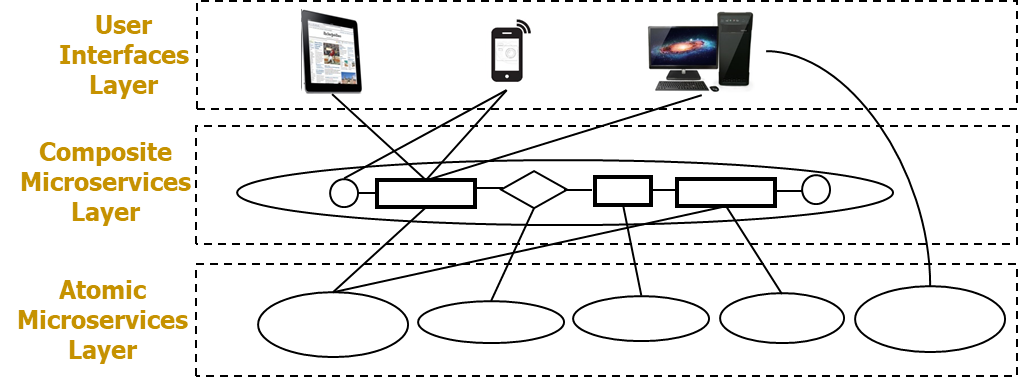 User
Interfaces
Layer
Composite
Microservices
Layer
Atomic
Microservices
Layer